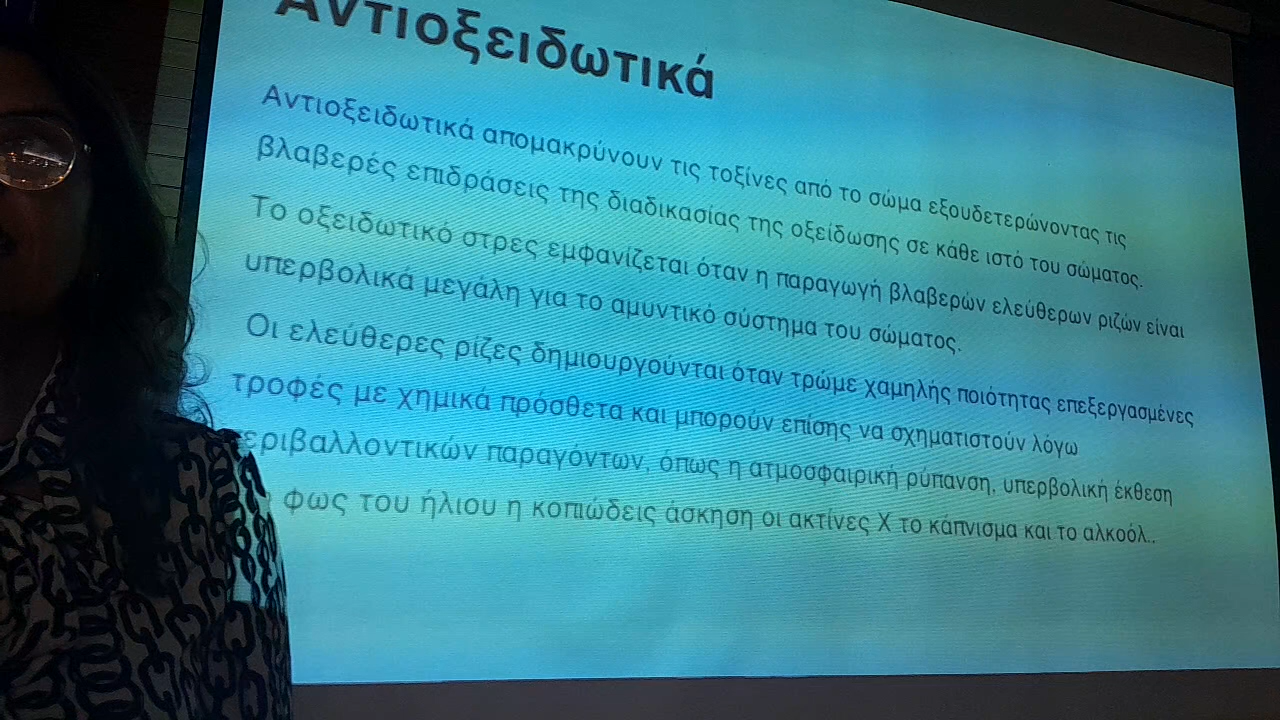 Αντιοξειδωτικά
Αντιοξειδωτικά απομακρύνουν τις τοξίνες από το σώμα εξουδετερώνοντας τις
βλαβερές επιδράσεις της διαδικασίας της οξείδωσης σε κάθε ιστό του σώματος.
Το οξειδωτικό στρες εμφανίζεται όταν η παραγωγή βλαβερών ελεύθερων ριζών είναι
υπερβολικά μεγάλη για το αμυντικό σύστημα του σώματος.
Οι ελεύθερες ρίζες δημιουργούνται όταν τρώμε χαμηλής ποιότητας επεξεργασμένες
τροφές με χημικά πρόσθετα και μπορούν επίσης να σχηματιστούν λόγω
εριβαλλοντικών παραγόντων, όπως η ατμοσφαιρική ρύπανση, υπερβολική έκθεση
φως του ήλιου η κοπιώδεις άσκηση οι ακτίνες Χ το κάπνισμα και το αλκοόλ..